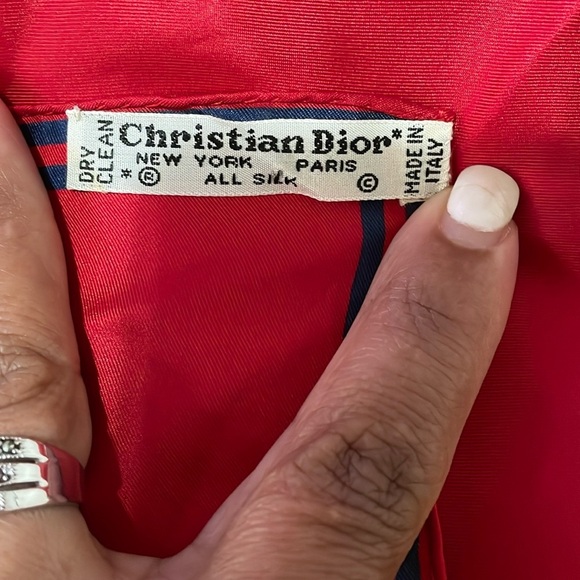 DRY
CLEAN
Christian Dior*
NEW YORK PARIS
* ® ALL SILK ©
MADE IN
ITALY